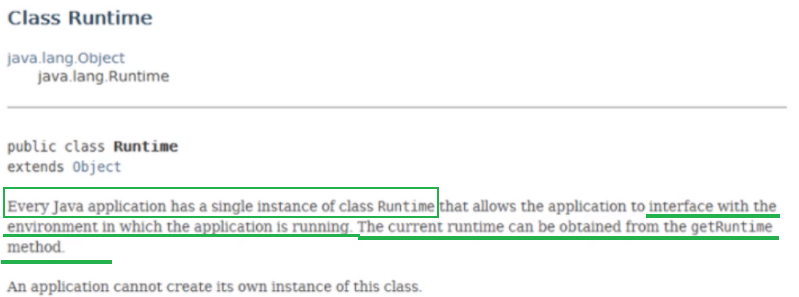 Class Runtime
java.lang.Object
java.lang.Runtime
public class Runtime
extends Object
Every Java application has a single instance of class Runtime that allows the application to interface with the
environment in which the application is running. The current runtime can be obtained from the getRuntime
method.
An application cannot create its own instance of this class.